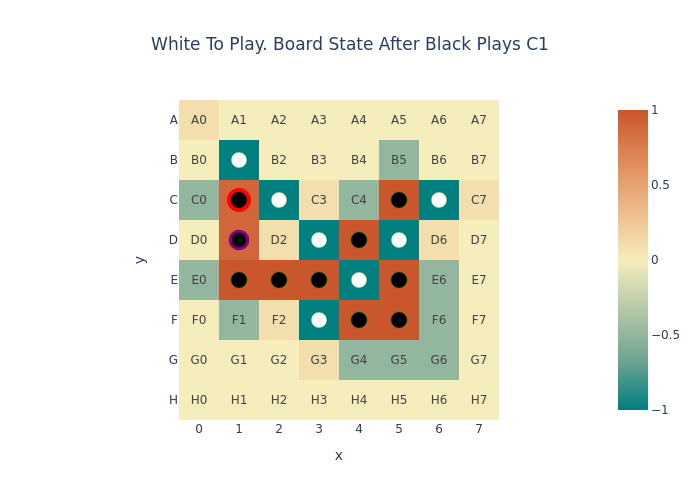 White To Play. Board State After Black Plays C1
A A0 A1 A2 A3 A4 A5 A6 A7
B B0 B2 B3 B4 B5 B6 B7
C C0 C3 C4 C7
D D0 D2 D6 D7
E E0 E6 E7
F F0 F1 F2 F6 F7
G G0 G1 G2 G3 G4 G5 G6 G7
H H0 H1 H2 H3 H4 H5 H6 H7
0 1 2 3 4 5 6 7
x
y
1
0.5
0
−0.5
−1